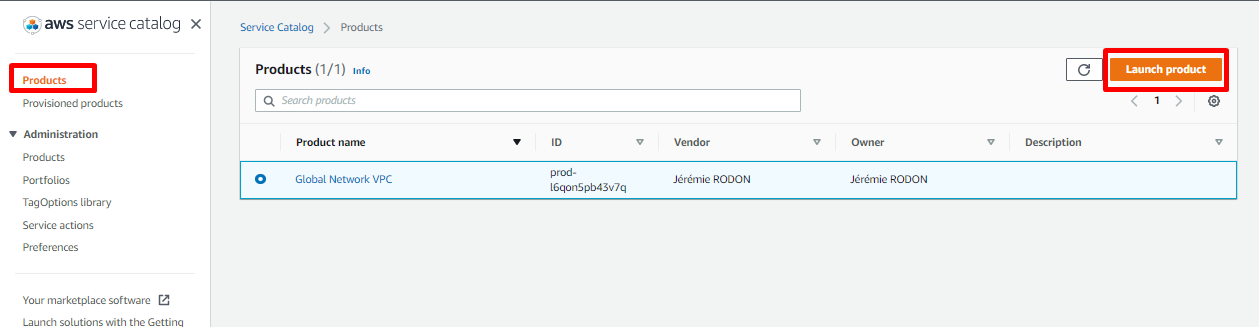 aws service catalog
Products
Provisioned products
Administration
Products
Portfolios
TagOptions library
Service actions
Preferences
Your marketplace software
Launch solutions with the Getting
Service Catalog > Products
Products (1/1) Info
Launch product
Search products
1
Product name ID Vendor Owner Description
Global Network VPC prod-
l6qon5pb43v7q Jérémie RODON Jérémie RODON